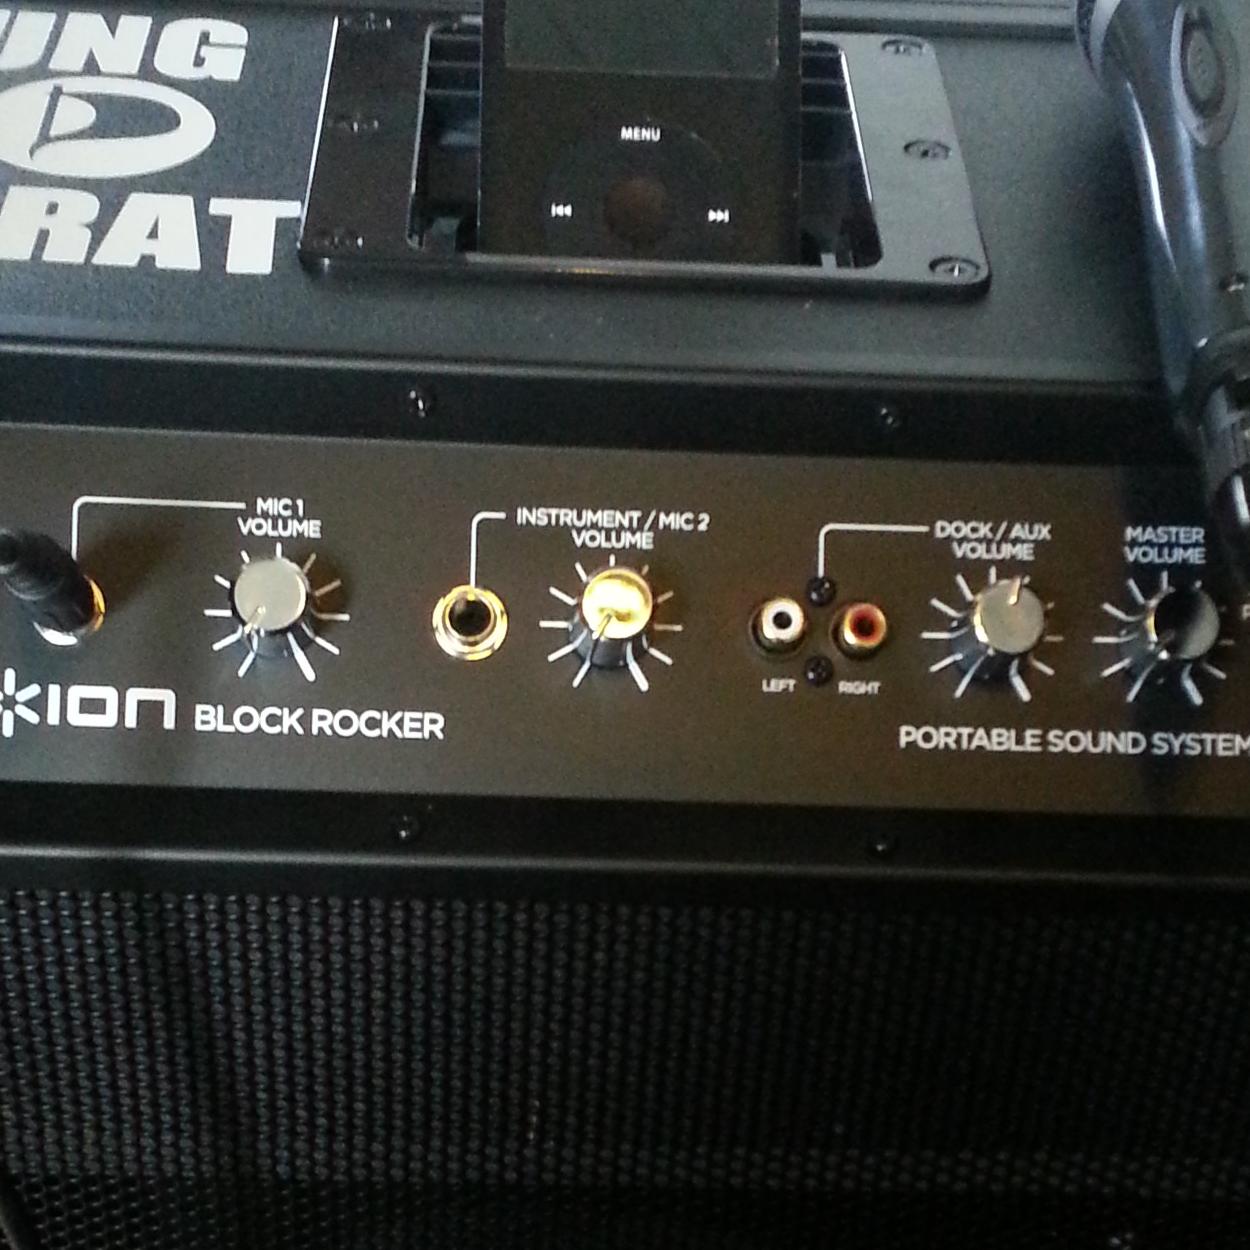 UNG
RAT
MENU
MIC 1
VOLUME
INSTRUMENT / MIC 2
VOLUME
DOCK / AUX
VOLUME
MASTER
VOLUME
LEFT
RIGHT
ION BLOCK ROCKER
PORTABLE SOUND SYSTEM